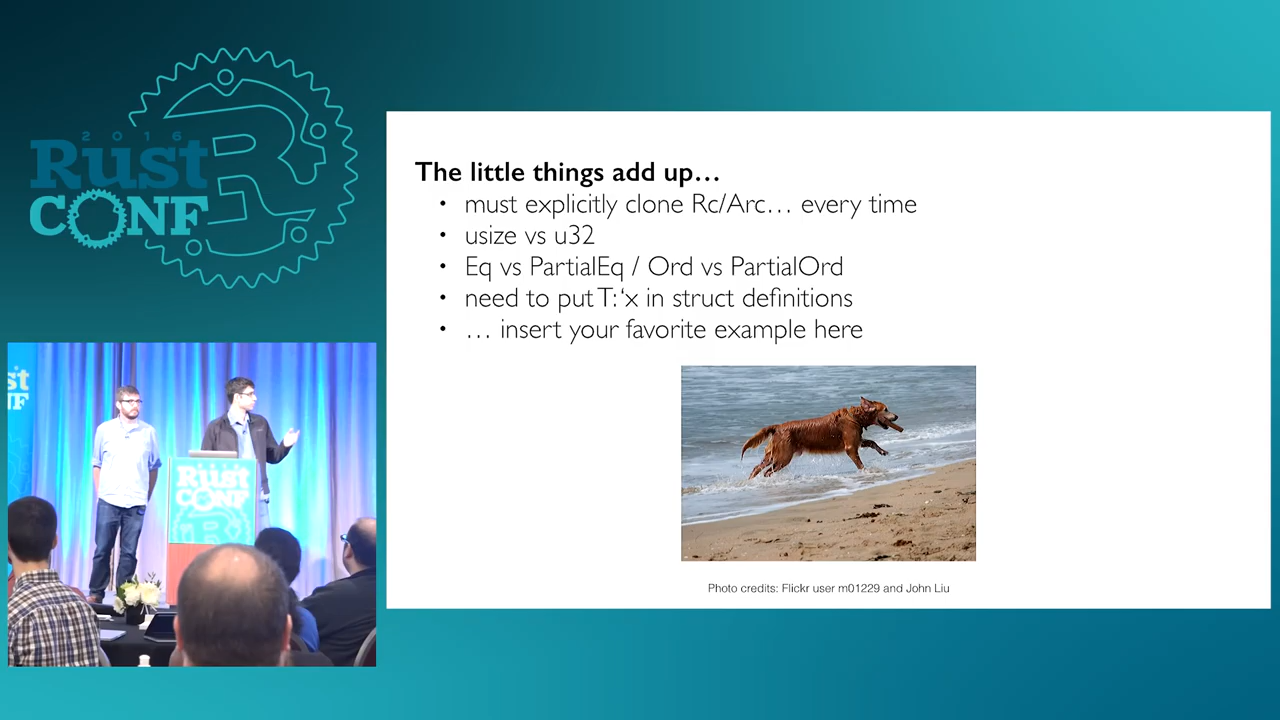 2016
Rust
CONF
The little things add up…
• must explicitly clone Rc/Arc… every time
• usize vs u32
• Eq vs PartialEq / Ord vs PartialOrd
• need to put T: ‘x in struct definitions
• … insert your favorite example here
Photo credits: Flickr user m01229 and John Liu
st
NF
Rust
CONF